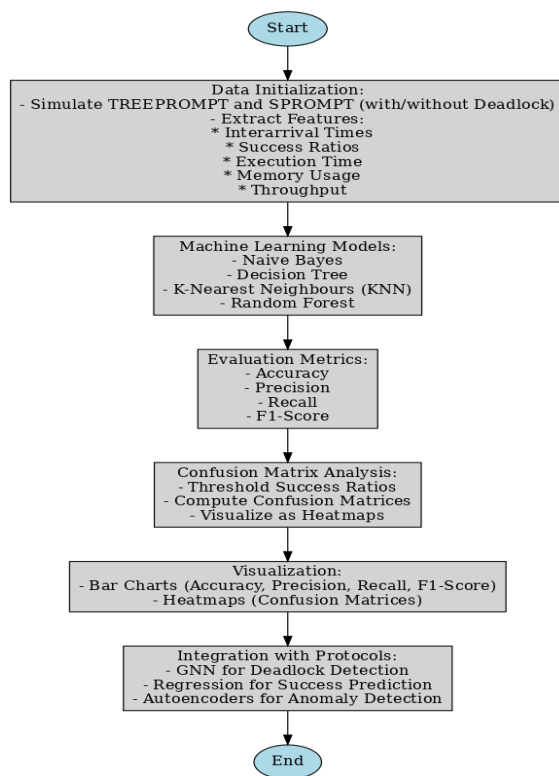 Start
Data Initialization:
- Simulate TREEPROMPT and SPROMPT (with/without Deadlock)
- Extract Features:
* Interarrival Times
* Success Ratios
* Execution Time
* Memory Usage
* Throughput
Machine Learning Models:
- Naive Bayes
- Decision Tree
- K-Nearest Neighbours (KNN)
- Random Forest
Evaluation Metrics:
- Accuracy
- Precision
- Recall
- F1-Score
Confusion Matrix Analysis:
- Threshold Success Ratios
- Compute Confusion Matrices
- Visualize as Heatmaps
Visualization:
- Bar Charts (Accuracy, Precision, Recall, F1-Score)
- Heatmaps (Confusion Matrices)
Integration with Protocols:
- GNN for Deadlock Detection
- Regression for Success Prediction
- Autoencoders for Anomaly Detection
End